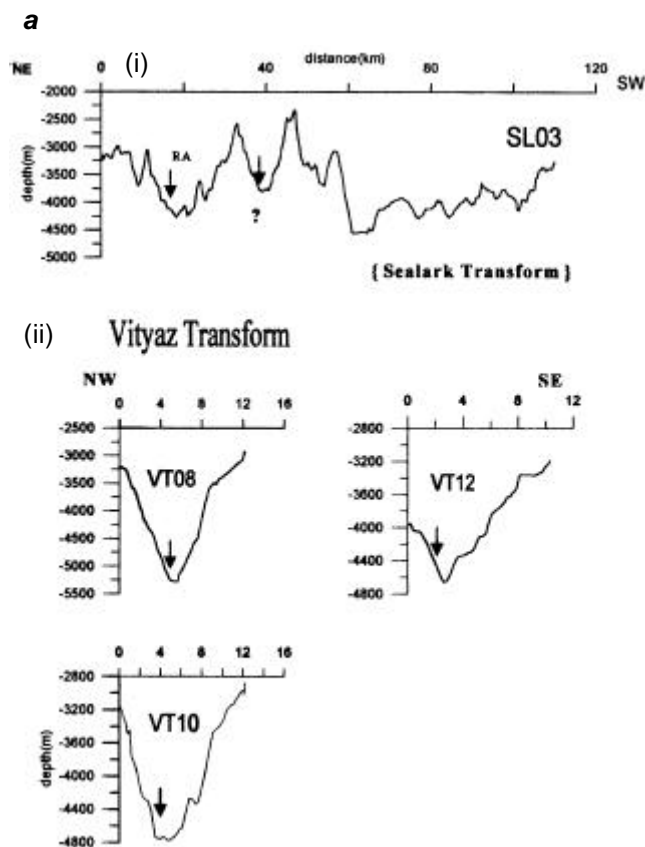 a
(i)
distance(km)
NE
0 40 80 120
SW
-2000
-2500
-3000
-3500
-4000
-4500
-5000
depth(m)
RA
?
SL03
{ Sealark Transform }
(ii) Vityaz Transform
NW
0 4 8 12 16
-2500
-3000
-3500
-4000
-4500
-5000
-5500
VT08
SE
0 4 8 12
-2800
-3200
-3600
-4000
-4400
-4800
VT12
0 4 8 12 16
-2800
-3200
-3600
-4000
-4400
-4800
depth(m)
VT10